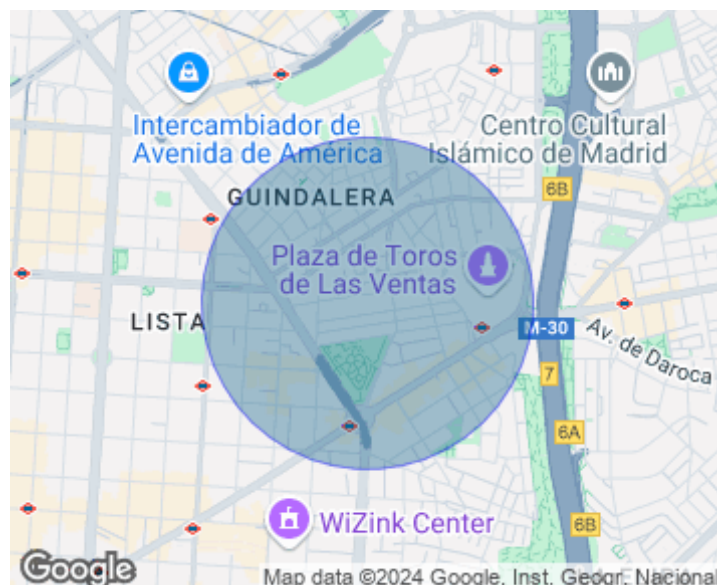 Intercambiador de
Avenida de América
Centro Cultural
Islámico de Madrid
6B
GUINDALERA
Plaza de Toros
de Las Ventas
LISTA
M-30
Av. de Daroca
7
6A
WiZink Center
6B
Google
Map data ©2024 Google, Inst. Geogr. Nacional